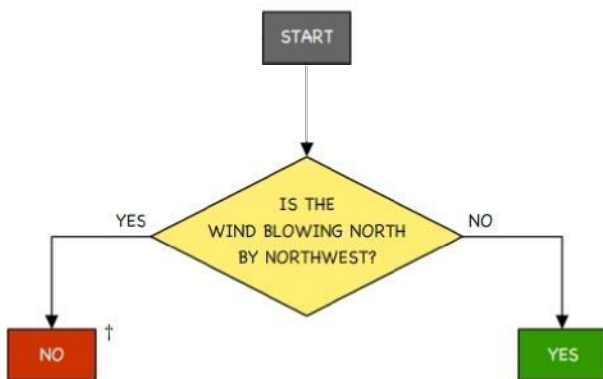 START
IS THE
WIND BLOWING NORTH
BY NORTHWEST?
YES
NO
NO †
YES